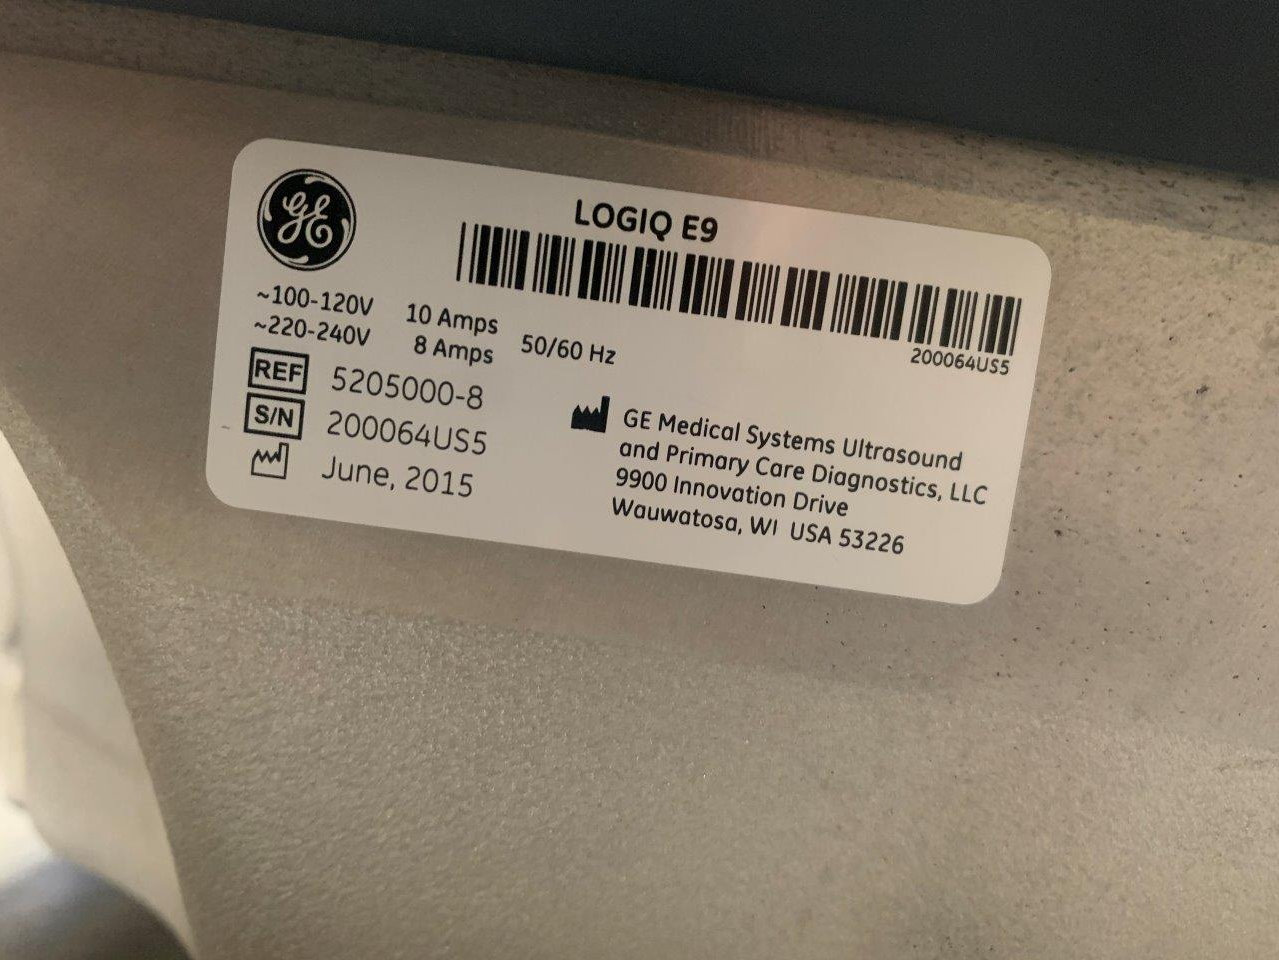 GE
LOGIQ E9
200064US5
~100-120V 10 Amps
~220-240V 8 Amps 50/60 Hz
REF 5205000-8
S/N 200064US5
June, 2015
GE Medical Systems Ultrasound
and Primary Care Diagnostics, LLC
9900 Innovation Drive
Wauwatosa, WI USA 53226